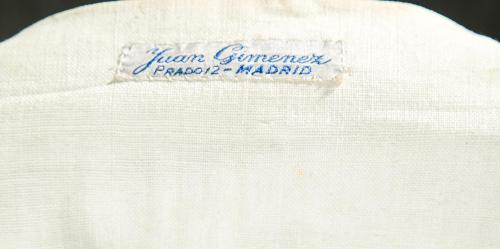 Juan Gimenez
PRADO 12 - MADRID